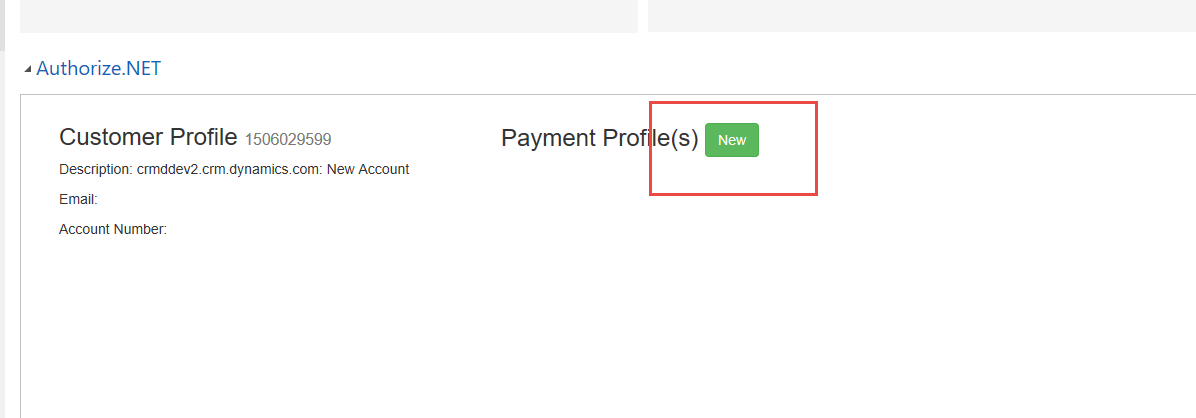 Authorize.NET
Customer Profile 1506029599
Payment Profile(s) New
Description: crmddev2.crm.dynamics.com: New Account
Email:
Account Number: